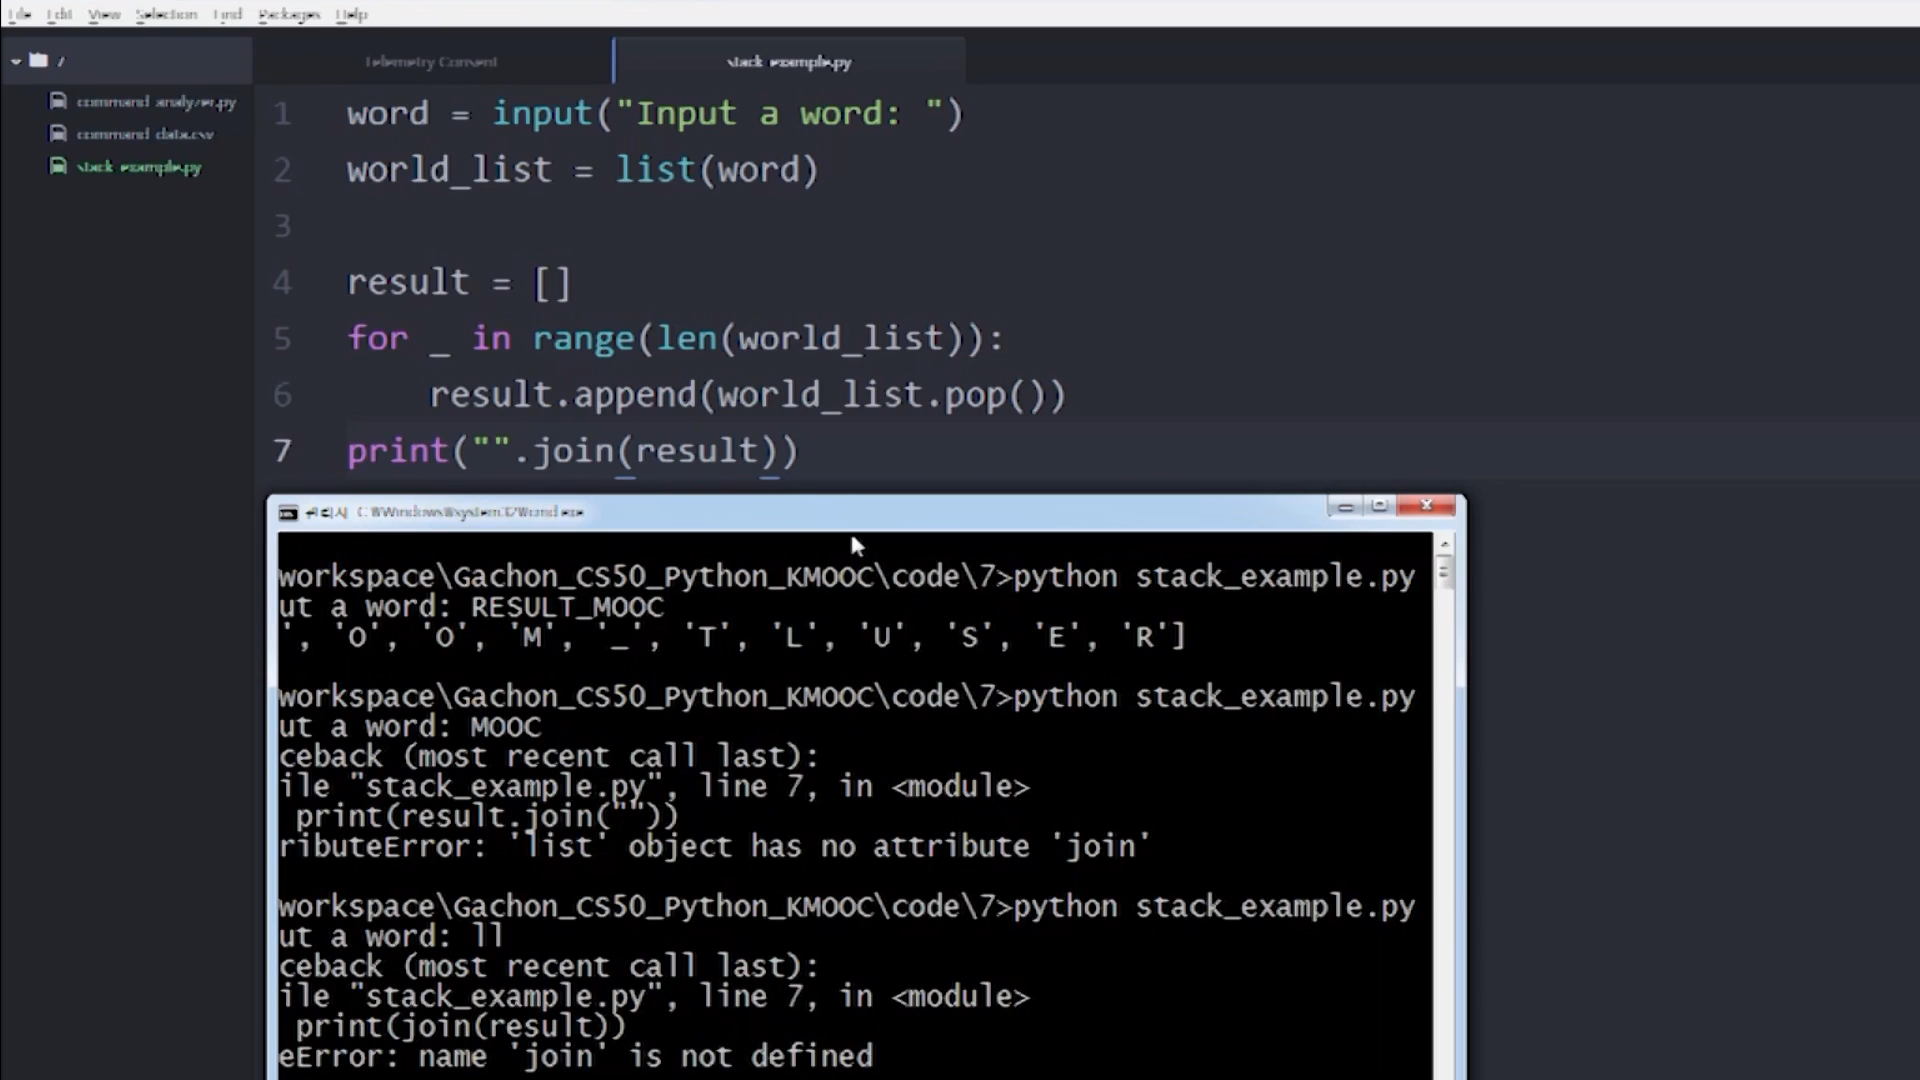 File Edit View Selection Find Packages Help
/
Telemetry Consent
stack_example.py
command_analyzer.py
command_data.csv
stack_example.py
1 word = input("Input a word: ")
2 world_list = list(word)
3
4 result = []
5 for _ in range(len(world_list)):
6 result.append(world_list.pop())
7 print("".join(result))
C:\Windows\system32\cmd.exe
workspace\Gachon_CS50_Python_KMOOC\code\7>python stack_example.py
ut a word: RESULT_MOOC
', 'O', 'O', 'M', '_', 'T', 'L', 'U', 'S', 'E', 'R']
workspace\Gachon_CS50_Python_KMOOC\code\7>python stack_example.py
ut a word: MOOC
ceback (most recent call last):
ile "stack_example.py", line 7, in <module>
print(result.join(""))
ributeError: 'list' object has no attribute 'join'
workspace\Gachon_CS50_Python_KMOOC\code\7>python stack_example.py
ut a word: ll
ceback (most recent call last):
ile "stack_example.py", line 7, in <module>
print(join(result))
eError: name 'join' is not defined